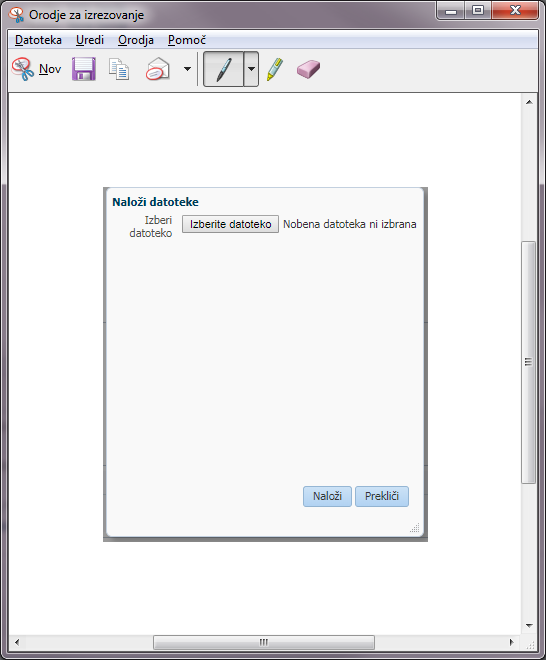 Orodje za izrezovanje
Datoteka Uredi Orodja Pomoč
Nov
Naloži datoteke
Izberi
datoteko
Izberite datoteko Nobena datoteka ni izbrana
Naloži Prekliči